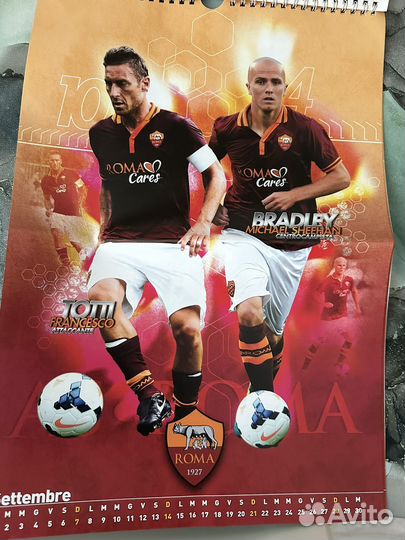 10 4
ROMA Cares
ROMA Cares
BRADLEY
MICHAEL SHEEHAN
CENTROCAMPISTA
TOTTI
FRANCESCO
ATTACCANTE
AS ROMA
ROMA
1927
Settembre
M M G V S D L M M G V S D L M M G V S D L M M G V S D L M
2 3 4 5 6 7 8 9 10 11 12 13 14 15 16 17 18 19 20 21 22 23 24 25 26 27 28 29 30
Avito